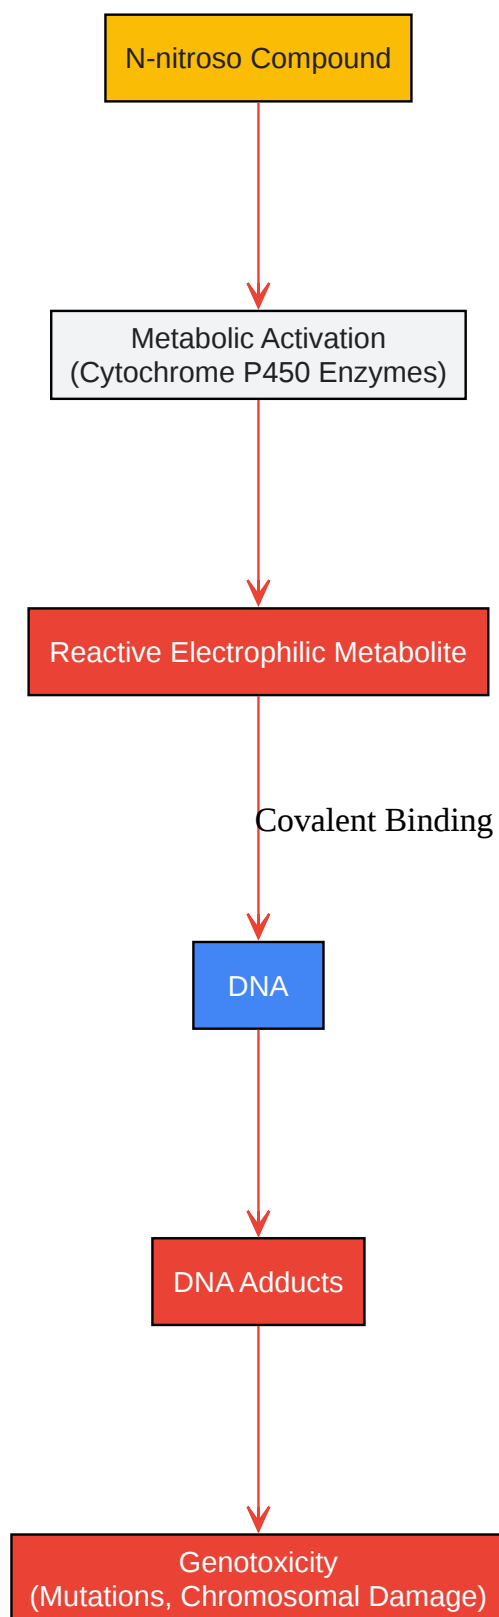 N-nitroso Compound
Metabolic Activation
(Cytochrome P450 Enzymes)
Reactive Electrophilic Metabolite
Covalent Binding
DNA
DNA Adducts
Genotoxicity
(Mutations, Chromosomal Damage)